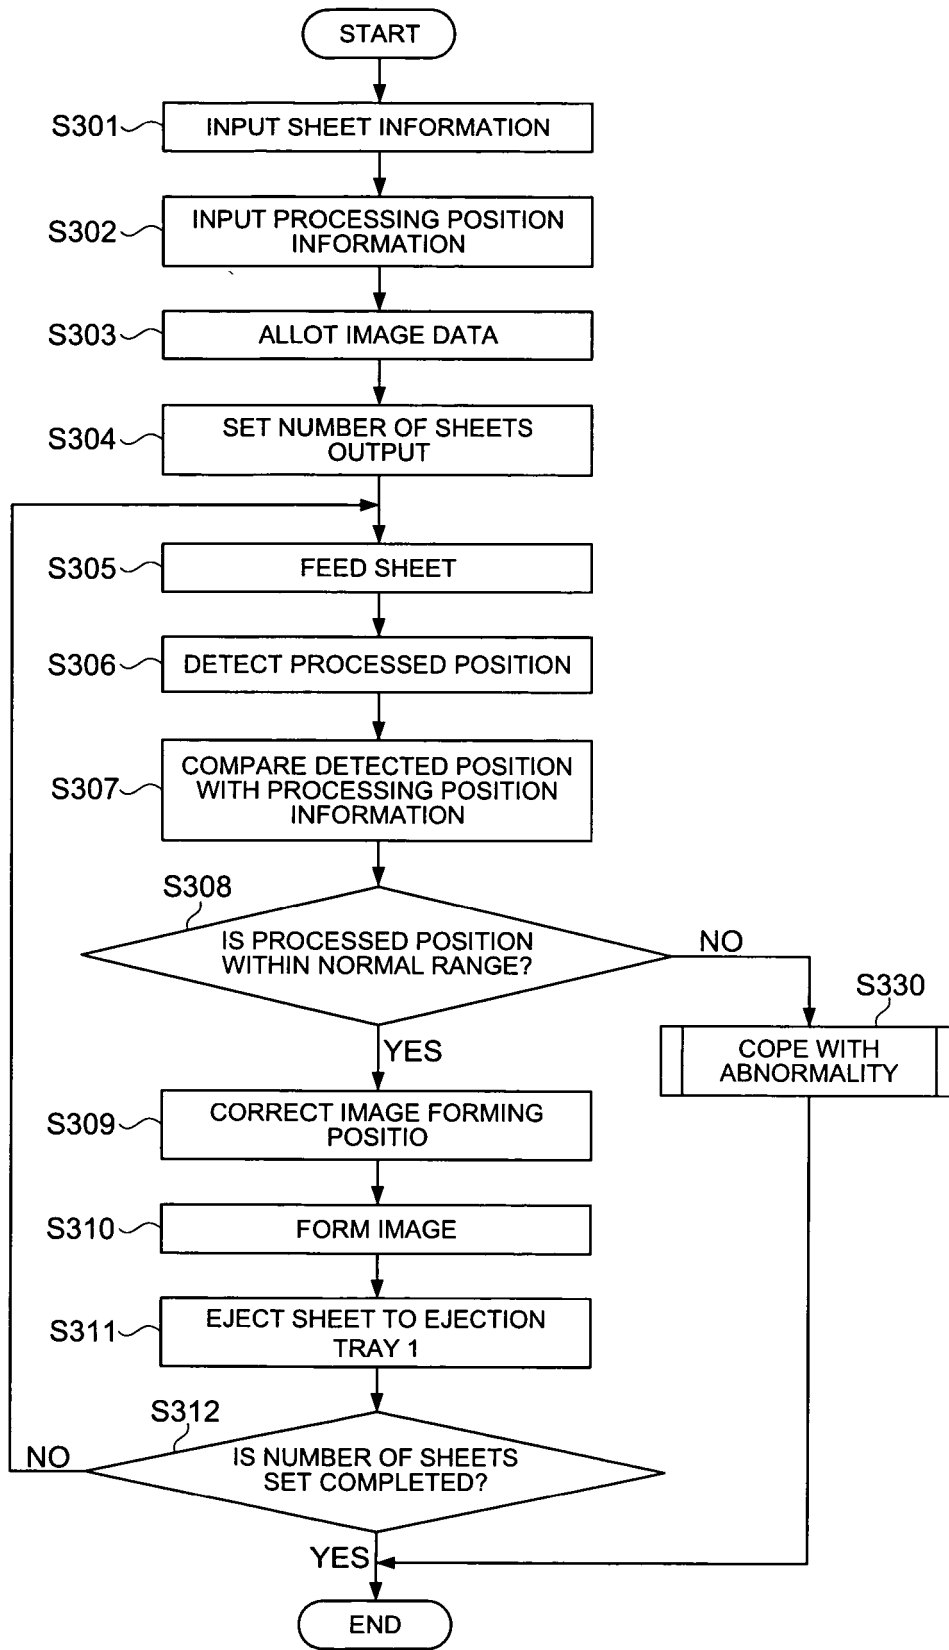 START
S301
INPUT SHEET INFORMATION
S302
INPUT PROCESSING POSITION
INFORMATION
S303
ALLOT IMAGE DATA
S304
SET NUMBER OF SHEETS
OUTPUT
S305
FEED SHEET
S306
DETECT PROCESSED POSITION
S307
COMPARE DETECTED POSITION
WITH PROCESSING POSITION
INFORMATION
S308
IS PROCESSED POSITION
WITHIN NORMAL RANGE?
NO
S330
COPE WITH
ABNORMALITY
YES
S309
CORRECT IMAGE FORMING
POSITIO
S310
FORM IMAGE
S311
EJECT SHEET TO EJECTION
TRAY 1
S312
NO
IS NUMBER OF SHEETS
SET COMPLETED?
YES
END